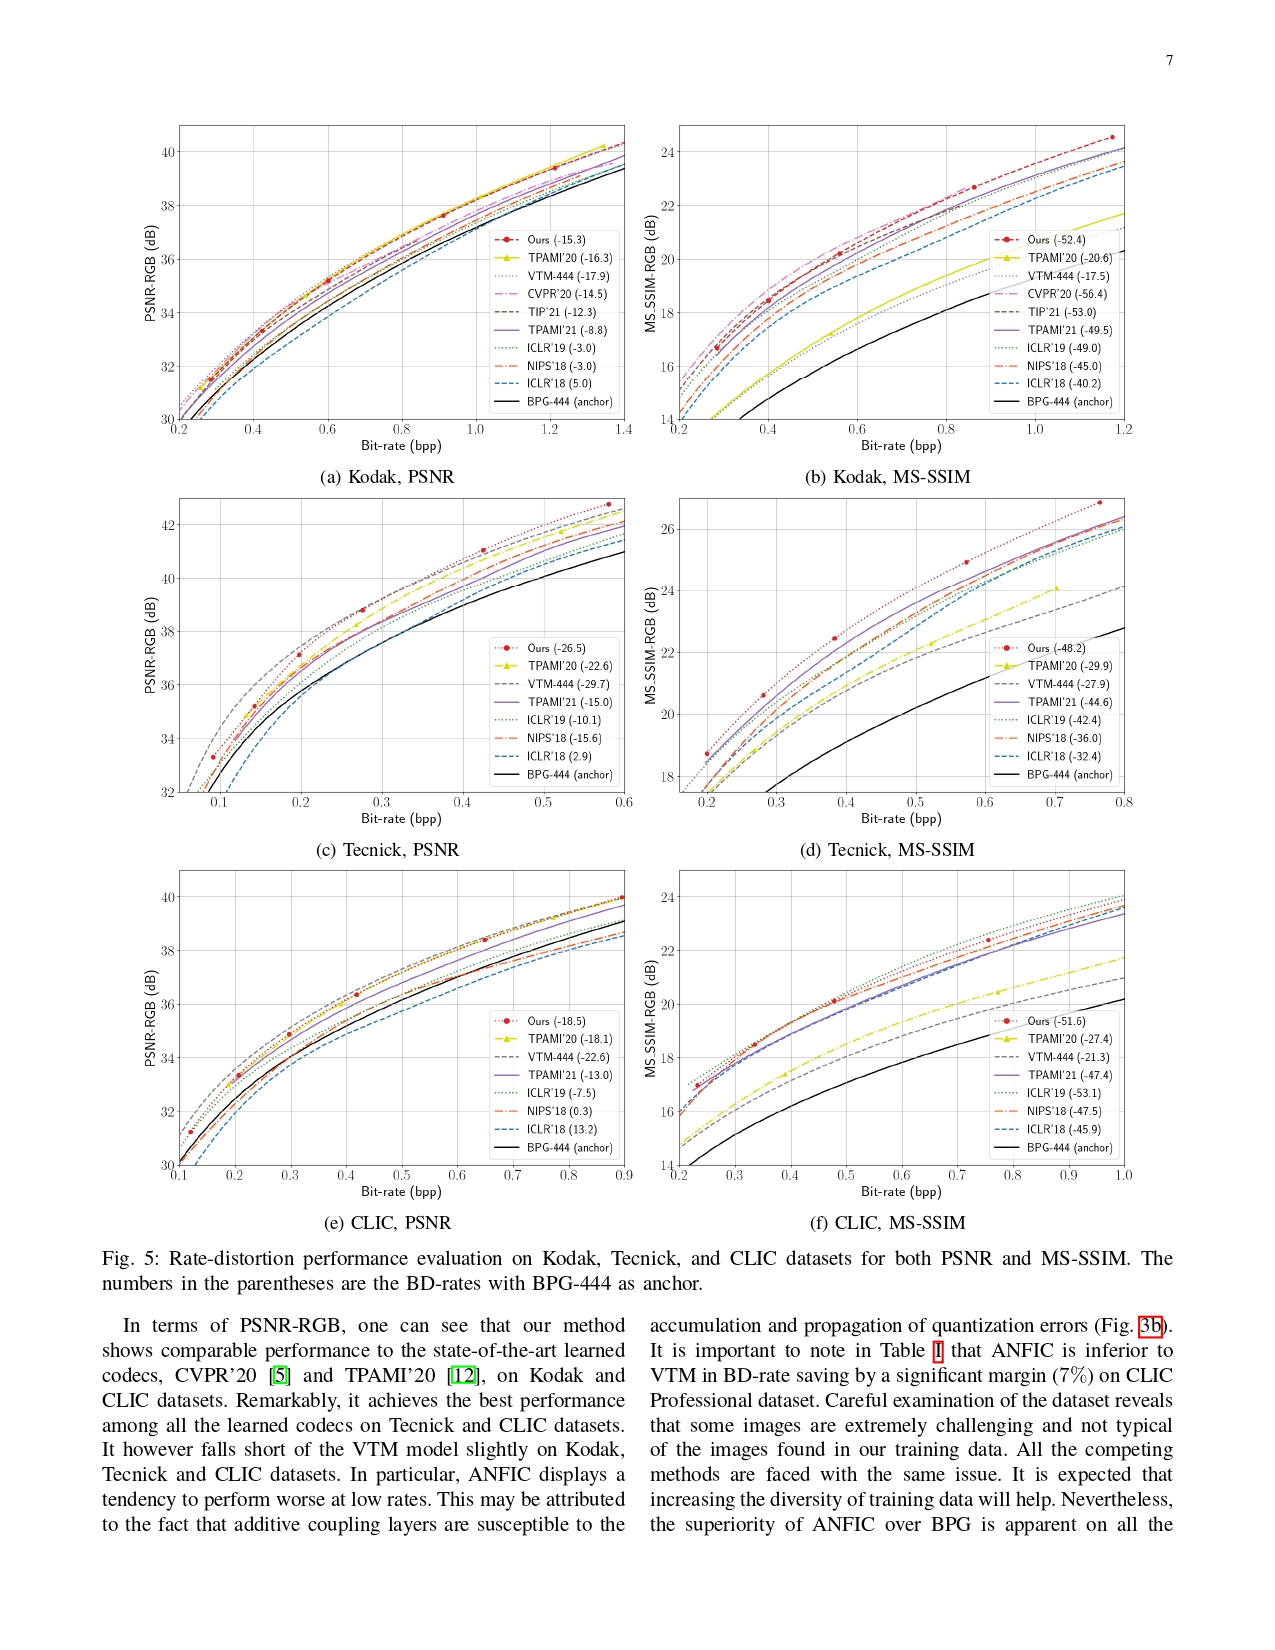 7
40
38
36
34
32
30
PSNR-RGB (dB)
Ours (-15.3)
TPAMI'20 (-16.3)
VTM-444 (-17.9)
CVPR'20 (-14.5)
TIP'21 (-12.3)
TPAMI'21 (-8.8)
ICLR'19 (-3.0)
NIPS'18 (-3.0)
ICLR'18 (5.0)
BPG-444 (anchor)
0.2 0.4 0.6 0.8 1.0 1.2 1.4
Bit-rate (bpp)
(a) Kodak, PSNR
24
22
20
18
16
14
MS_SSIM-RGB (dB)
Ours (-52.4)
TPAMI'20 (-20.6)
VTM-444 (-17.5)
CVPR'20 (-56.4)
TIP'21 (-53.0)
TPAMI'21 (-49.5)
ICLR'19 (-49.0)
NIPS'18 (-45.0)
ICLR'18 (-40.2)
BPG-444 (anchor)
0.2 0.4 0.6 0.8 1.0 1.2
Bit-rate (bpp)
(b) Kodak, MS-SSIM
42
40
38
36
34
32
PSNR-RGB (dB)
Ours (-26.5)
TPAMI'20 (-22.6)
VTM-444 (-29.7)
TPAMI'21 (-15.0)
ICLR'19 (-10.1)
NIPS'18 (-15.6)
ICLR'18 (2.9)
BPG-444 (anchor)
0.1 0.2 0.3 0.4 0.5 0.6
Bit-rate (bpp)
(c) Tecnick, PSNR
26
24
22
20
18
MS_SSIM-RGB (dB)
Ours (-48.2)
TPAMI'20 (-29.9)
VTM-444 (-27.9)
TPAMI'21 (-44.6)
ICLR'19 (-42.4)
NIPS'18 (-36.0)
ICLR'18 (-32.4)
BPG-444 (anchor)
0.2 0.3 0.4 0.5 0.6 0.7 0.8
Bit-rate (bpp)
(d) Tecnick, MS-SSIM
40
38
36
34
32
30
PSNR-RGB (dB)
Ours (-18.5)
TPAMI'20 (-18.1)
VTM-444 (-22.6)
TPAMI'21 (-13.0)
ICLR'19 (-7.5)
NIPS'18 (0.3)
ICLR'18 (13.2)
BPG-444 (anchor)
0.1 0.2 0.3 0.4 0.5 0.6 0.7 0.8 0.9
Bit-rate (bpp)
(e) CLIC, PSNR
24
22
20
18
16
14
MS_SSIM-RGB (dB)
Ours (-51.6)
TPAMI'20 (-27.4)
VTM-444 (-21.3)
TPAMI'21 (-47.4)
ICLR'19 (-53.1)
NIPS'18 (-47.5)
ICLR'18 (-45.9)
BPG-444 (anchor)
0.2 0.3 0.4 0.5 0.6 0.7 0.8 0.9 1.0
Bit-rate (bpp)
(f) CLIC, MS-SSIM
Fig. 5: Rate-distortion performance evaluation on Kodak, Tecnick, and CLIC datasets for both PSNR and MS-SSIM. The
numbers in the parentheses are the BD-rates with BPG-444 as anchor.
In terms of PSNR-RGB, one can see that our method
shows comparable performance to the state-of-the-art learned
codecs, CVPR'20 [5] and TPAMI'20 [12], on Kodak and
CLIC datasets. Remarkably, it achieves the best performance
among all the learned codecs on Tecnick and CLIC datasets.
It however falls short of the VTM model slightly on Kodak,
Tecnick and CLIC datasets. In particular, ANFIC displays a
tendency to perform worse at low rates. This may be attributed
to the fact that additive coupling layers are susceptible to the
accumulation and propagation of quantization errors (Fig. 3b).
It is important to note in Table I that ANFIC is inferior to
VTM in BD-rate saving by a significant margin (7%) on CLIC
Professional dataset. Careful examination of the dataset reveals
that some images are extremely challenging and not typical
of the images found in our training data. All the competing
methods are faced with the same issue. It is expected that
increasing the diversity of training data will help. Nevertheless,
the superiority of ANFIC over BPG is apparent on all the